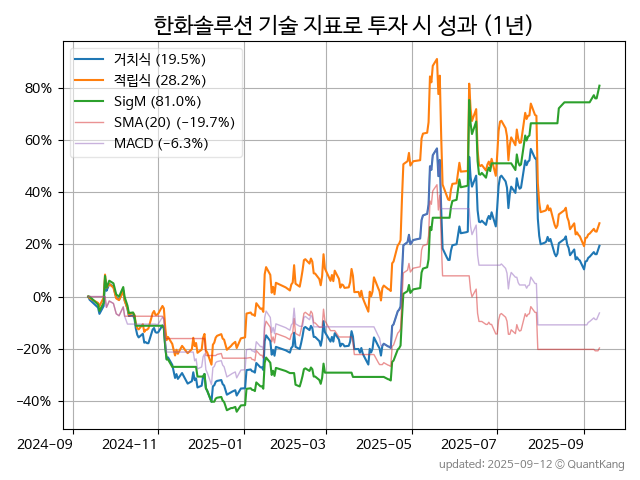 한화솔루션 기술 지표로 투자 시 성과 (1년)
거치식 (19.5%)
적립식 (28.2%)
SigM (81.0%)
SMA(20) (−19.7%)
MACD (−6.3%)
80%
60%
40%
20%
0%
−20%
−40%
2024-09
2024-11
2025-01
2025-03
2025-05
2025-07
2025-09
updated: 2025-09-12 © QuantKang